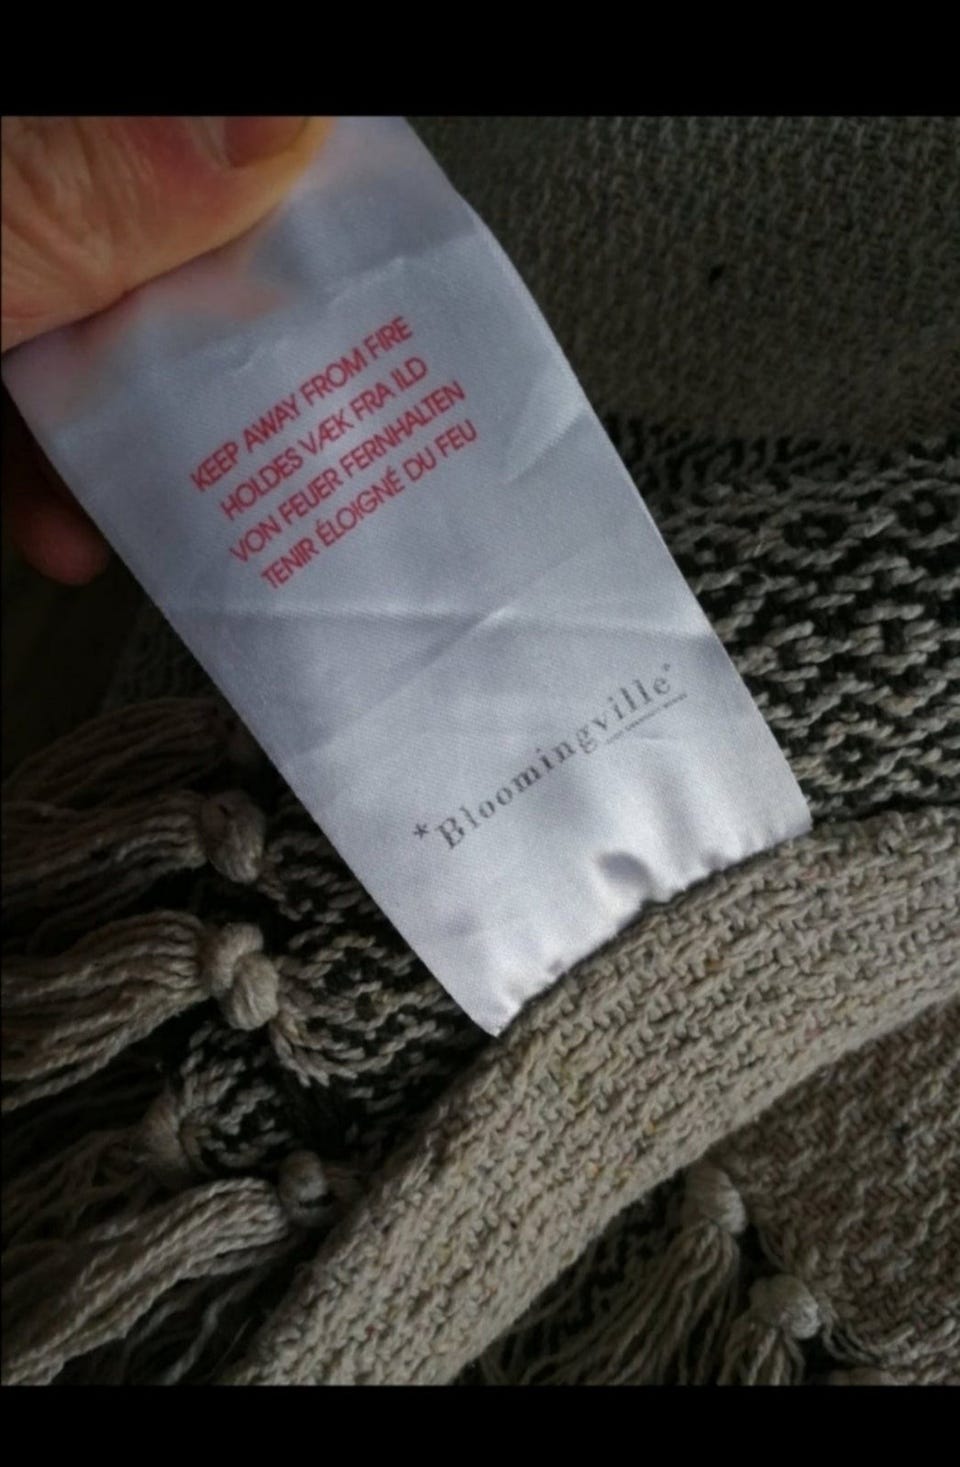 KEEP AWAY FROM FIRE
HOLDES VÆK FRA ILD
VON FEUER FERNHALTEN
TENIR ÉLOIGNÉ DU FEU
*Bloomingville*